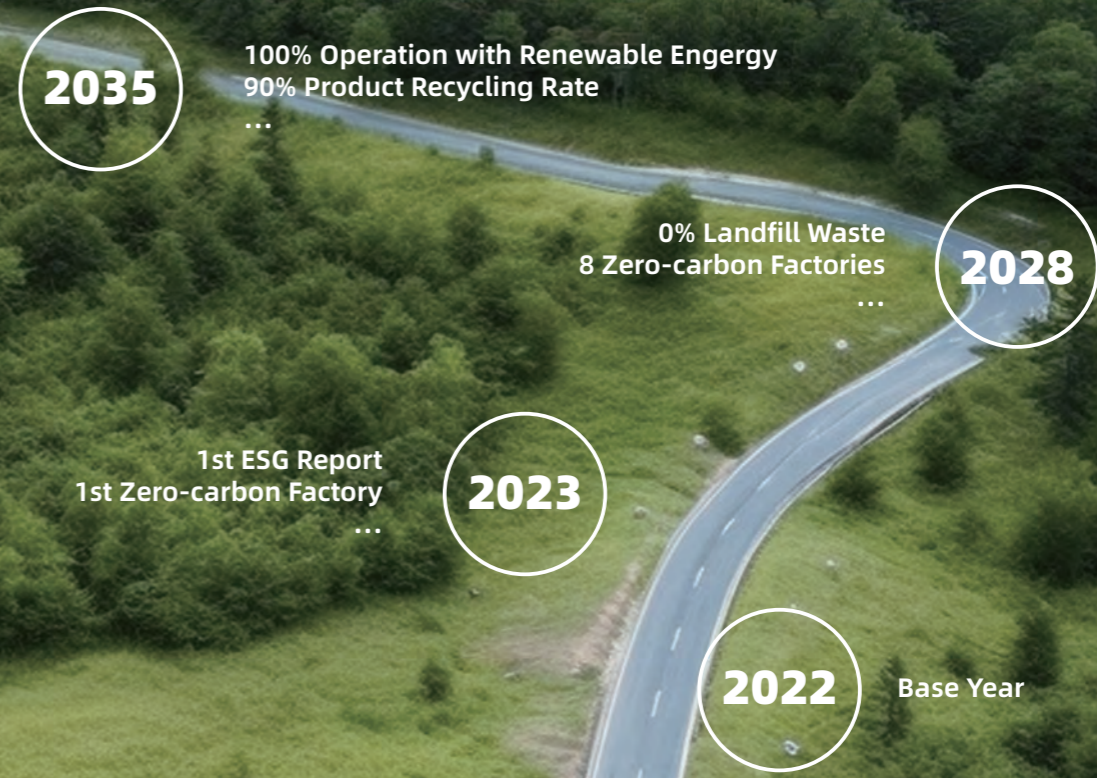 2035
100% Operation with Renewable Engergy
90% Product Recycling Rate
...
0% Landfill Waste
8 Zero-carbon Factories
...
2028
1st ESG Report
1st Zero-carbon Factory
...
2023
2022
Base Year